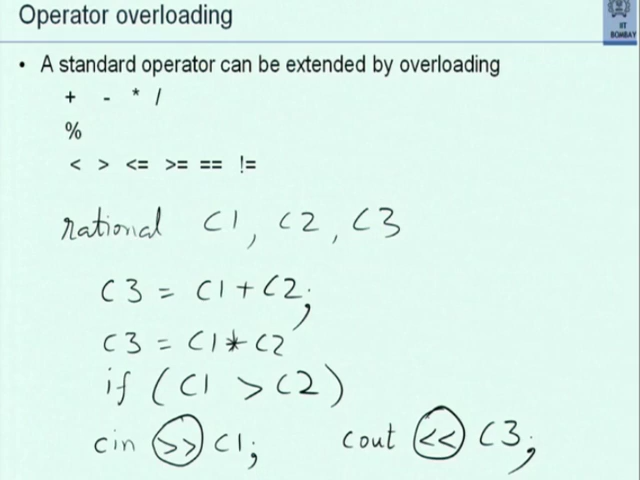 Operator overloading
IIT
BOMBAY
• A standard operator can be extended by overloading
+ - * /
%
< > <= >= == !=
rational C1, C2, C3
C3 = C1 + C2;
C3 = C1 * C2
if (C1 > C2)
cin >> C1; cout << C3;